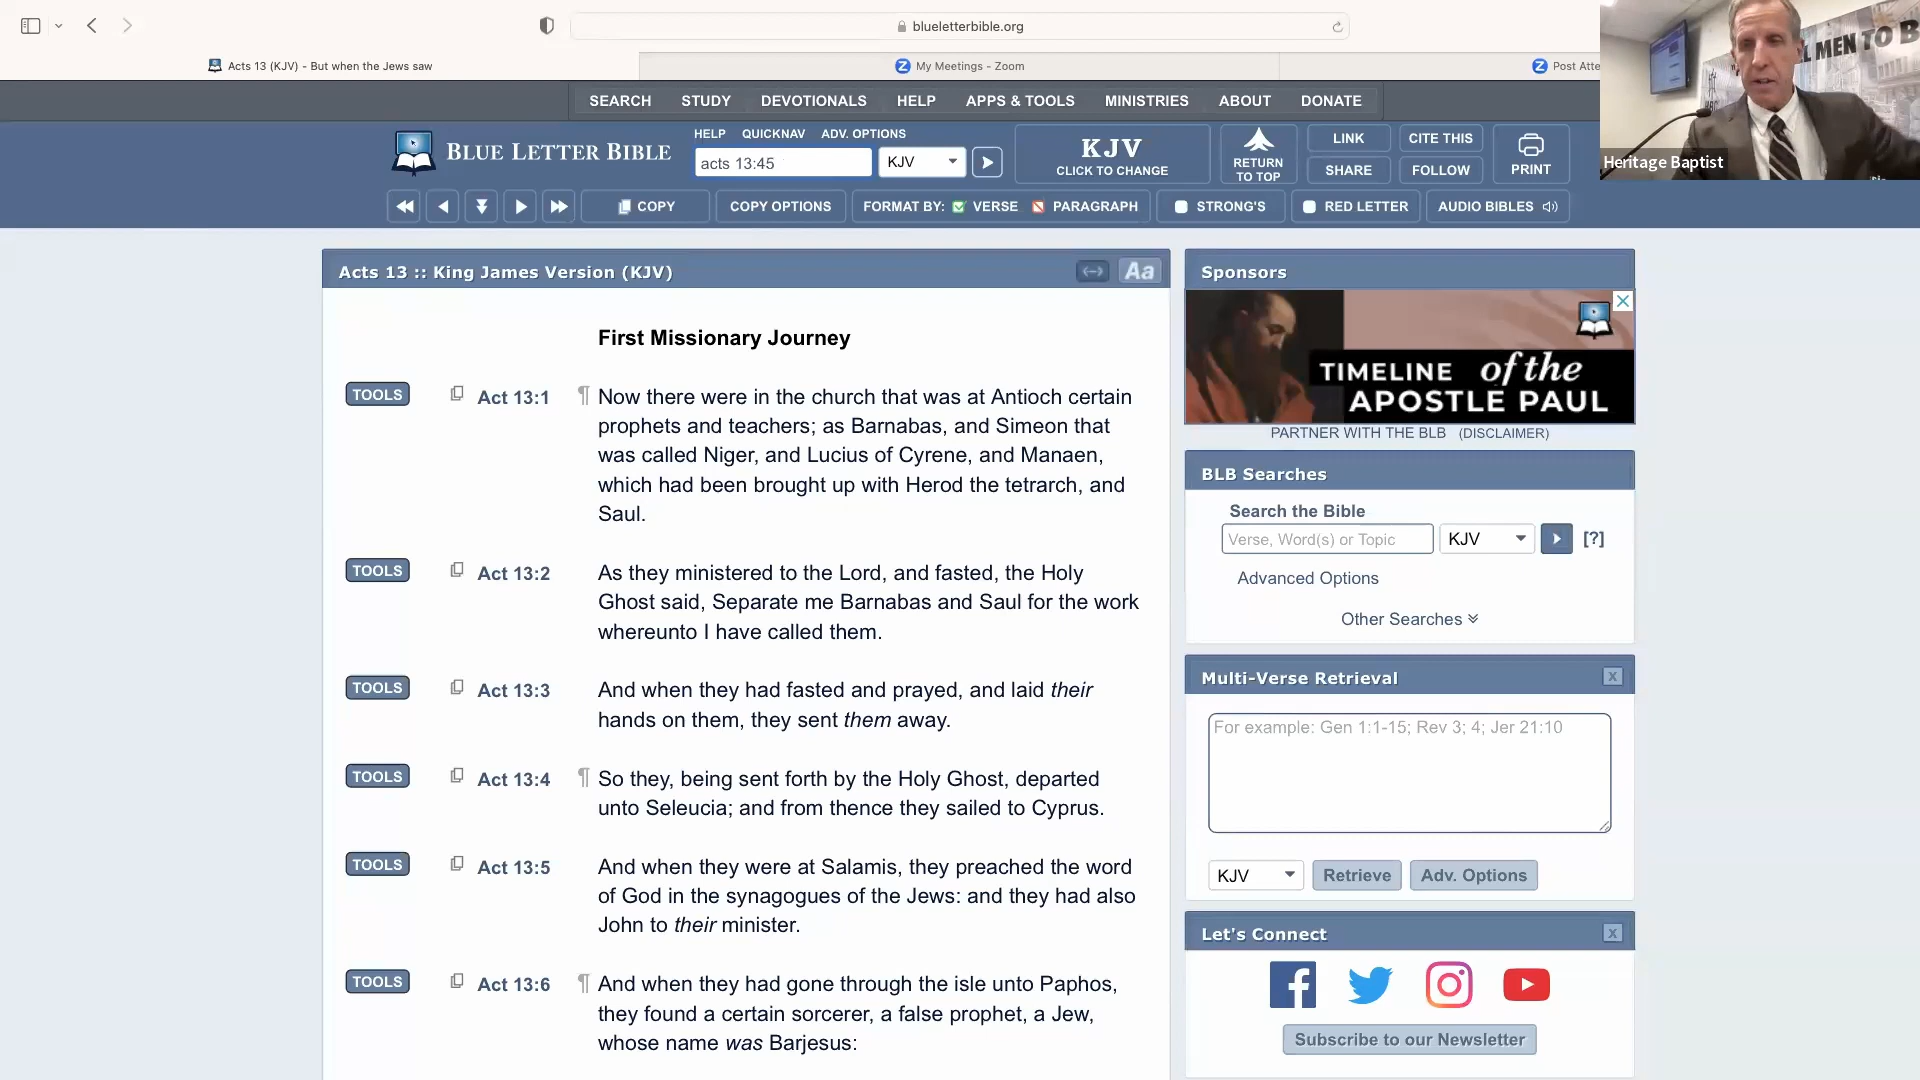 blueletterbible.org
Acts 13 (KJV) - But when the Jews saw
My Meetings - Zoom
Post Atte
L MEN TO B
Heritage Baptist
SEARCH STUDY DEVOTIONALS HELP APPS & TOOLS MINISTRIES ABOUT DONATE
BLUE LETTER BIBLE
HELP QUICKNAV ADV. OPTIONS
acts 13:45 KJV
KJV
CLICK TO CHANGE
RETURN
TO TOP
LINK CITE THIS
SHARE FOLLOW
PRINT
COPY COPY OPTIONS FORMAT BY: VERSE PARAGRAPH STRONG'S RED LETTER AUDIO BIBLES
Acts 13 :: King James Version (KJV) Aa
First Missionary Journey
TOOLS Act 13:1 ¶ Now there were in the church that was at Antioch certain
prophets and teachers; as Barnabas, and Simeon that
was called Niger, and Lucius of Cyrene, and Manaen,
which had been brought up with Herod the tetrarch, and
Saul.
TOOLS Act 13:2 As they ministered to the Lord, and fasted, the Holy
Ghost said, Separate me Barnabas and Saul for the work
whereunto I have called them.
TOOLS Act 13:3 And when they had fasted and prayed, and laid their
hands on them, they sent them away.
TOOLS Act 13:4 ¶ So they, being sent forth by the Holy Ghost, departed
unto Seleucia; and from thence they sailed to Cyprus.
TOOLS Act 13:5 And when they were at Salamis, they preached the word
of God in the synagogues of the Jews: and they had also
John to their minister.
TOOLS Act 13:6 ¶ And when they had gone through the isle unto Paphos,
they found a certain sorcerer, a false prophet, a Jew,
whose name was Barjesus:
Sponsors
TIMELINE of the
APOSTLE PAUL
PARTNER WITH THE BLB (DISCLAIMER)
BLB Searches
Search the Bible
Verse, Word(s) or Topic KJV [?]
Advanced Options
Other Searches
Multi-Verse Retrieval X
For example: Gen 1:1-15; Rev 3; 4; Jer 21:10
KJV Retrieve Adv. Options
Let's Connect X
Subscribe to our Newsletter